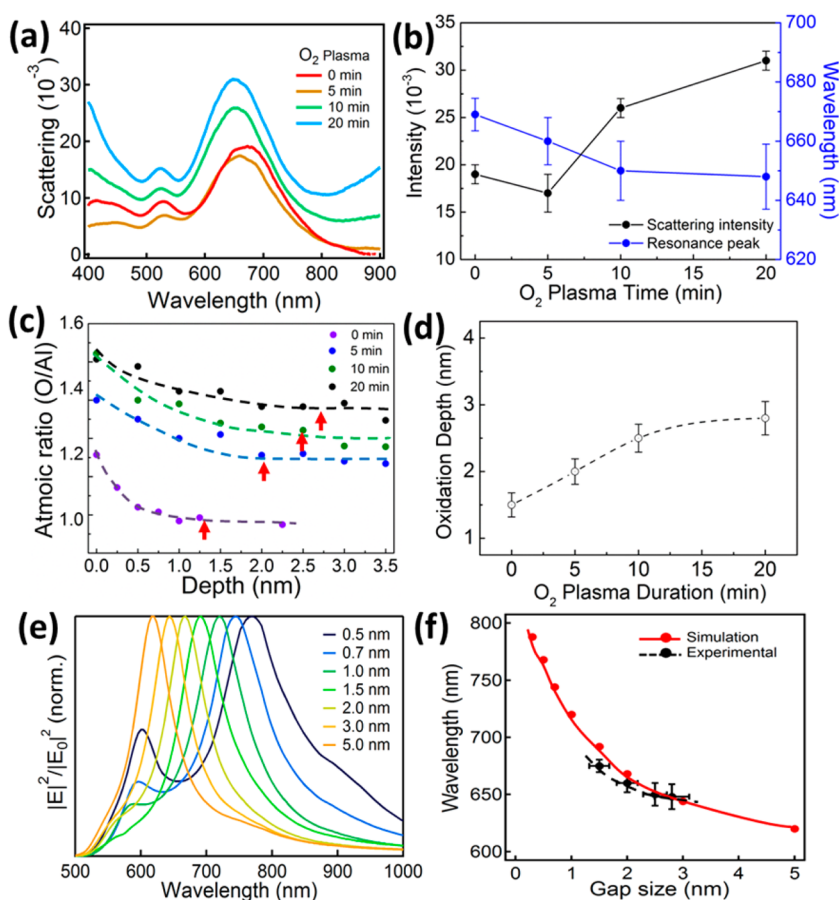 (a)
Scattering (10⁻³)
40
30
20
10
0
O₂ Plasma
0 min
5 min
10 min
20 min
400 500 600 700 800 900
Wavelength (nm)
(b)
Intensity (10⁻³)
35
30
25
20
15
10
Scattering intensity
Resonance peak
700
680
660
640
620
Wavelength (nm)
0 5 10 20
O₂ Plasma Time (min)
(c)
Atmoic ratio (O/Al)
1.6
1.4
1.2
1.0
0 min
5 min
10 min
20 min
0.0 0.5 1.0 1.5 2.0 2.5 3.0 3.5
Depth (nm)
(d)
Oxidation Depth (nm)
4
3
2
1
0 5 10 15 20
O₂ Plasma Duration (min)
(e)
|E|²/|E₀|² (norm.)
0.5 nm
0.7 nm
1.0 nm
1.5 nm
2.0 nm
3.0 nm
5.0 nm
500 600 700 800 900 1000
Wavelength (nm)
(f)
Wavelength (nm)
800
750
700
650
600
Simulation
Experimental
0 1 2 3 4 5
Gap size (nm)